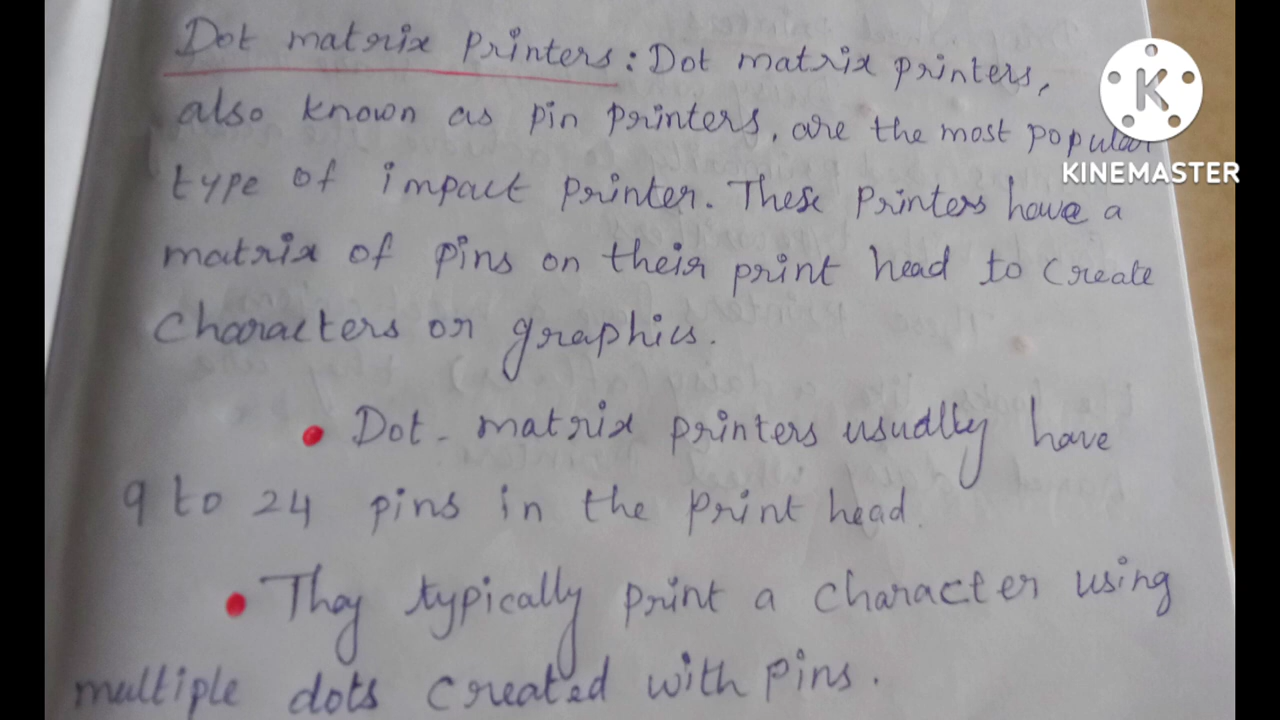 Dot matrix printers: Dot matrix printers,
also known as pin printers, are the most popular
type of impact printer. These printers have a
matrix of pins on their print head to create
characters or graphics.
• Dot-matrix printers usually have
9 to 24 pins in the print head.
• They typically print a character using
multiple dots created with pins.
K
KINEMASTER